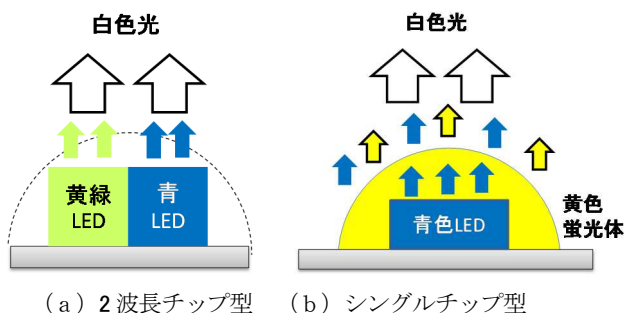 白色光
白色光
黄緑
LED
青
LED
青色LED
黄色
蛍光体
(a) 2波長チップ型 (b) シングルチップ型